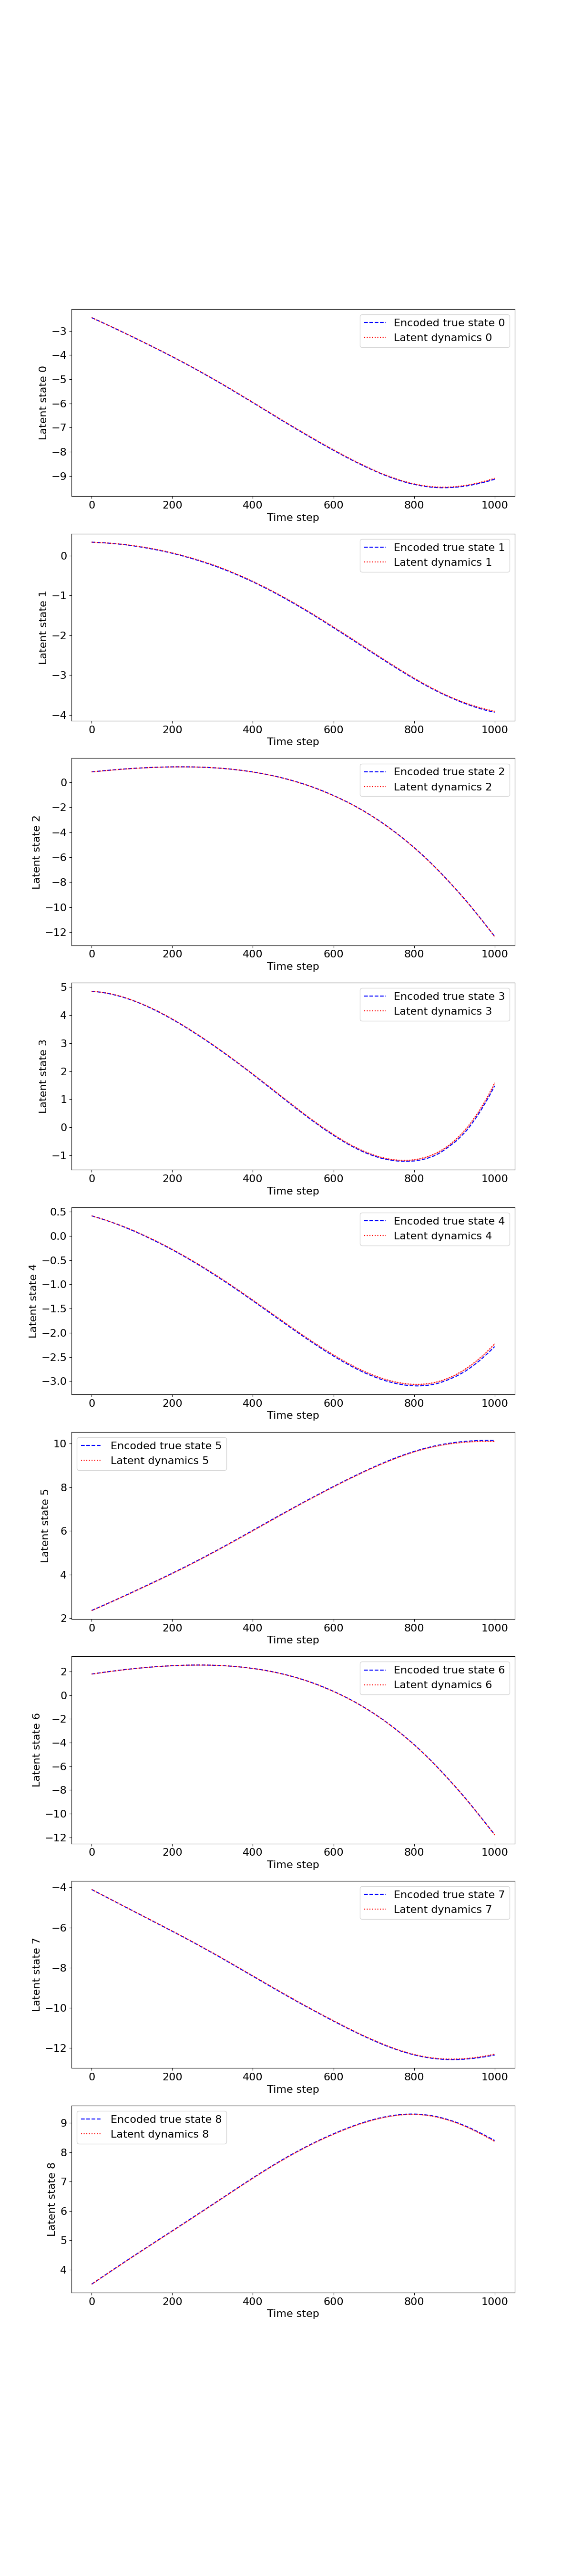 Encoded true state 0
Latent dynamics 0
−3
−4
−5
−6
−7
−8
−9
Latent state 0
0 200 400 600 800 1000
Time step
Encoded true state 1
Latent dynamics 1
0
−1
−2
−3
−4
Latent state 1
0 200 400 600 800 1000
Time step
Encoded true state 2
Latent dynamics 2
0
−2
−4
−6
−8
−10
−12
Latent state 2
0 200 400 600 800 1000
Time step
Encoded true state 3
Latent dynamics 3
5
4
3
2
1
0
−1
Latent state 3
0 200 400 600 800 1000
Time step
Encoded true state 4
Latent dynamics 4
0.5
0.0
−0.5
−1.0
−1.5
−2.0
−2.5
−3.0
Latent state 4
0 200 400 600 800 1000
Time step
Encoded true state 5
Latent dynamics 5
10
8
6
4
2
Latent state 5
0 200 400 600 800 1000
Time step
Encoded true state 6
Latent dynamics 6
2
0
−2
−4
−6
−8
−10
−12
Latent state 6
0 200 400 600 800 1000
Time step
Encoded true state 7
Latent dynamics 7
−4
−6
−8
−10
−12
Latent state 7
0 200 400 600 800 1000
Time step
Encoded true state 8
Latent dynamics 8
9
8
7
6
5
4
Latent state 8
0 200 400 600 800 1000
Time step